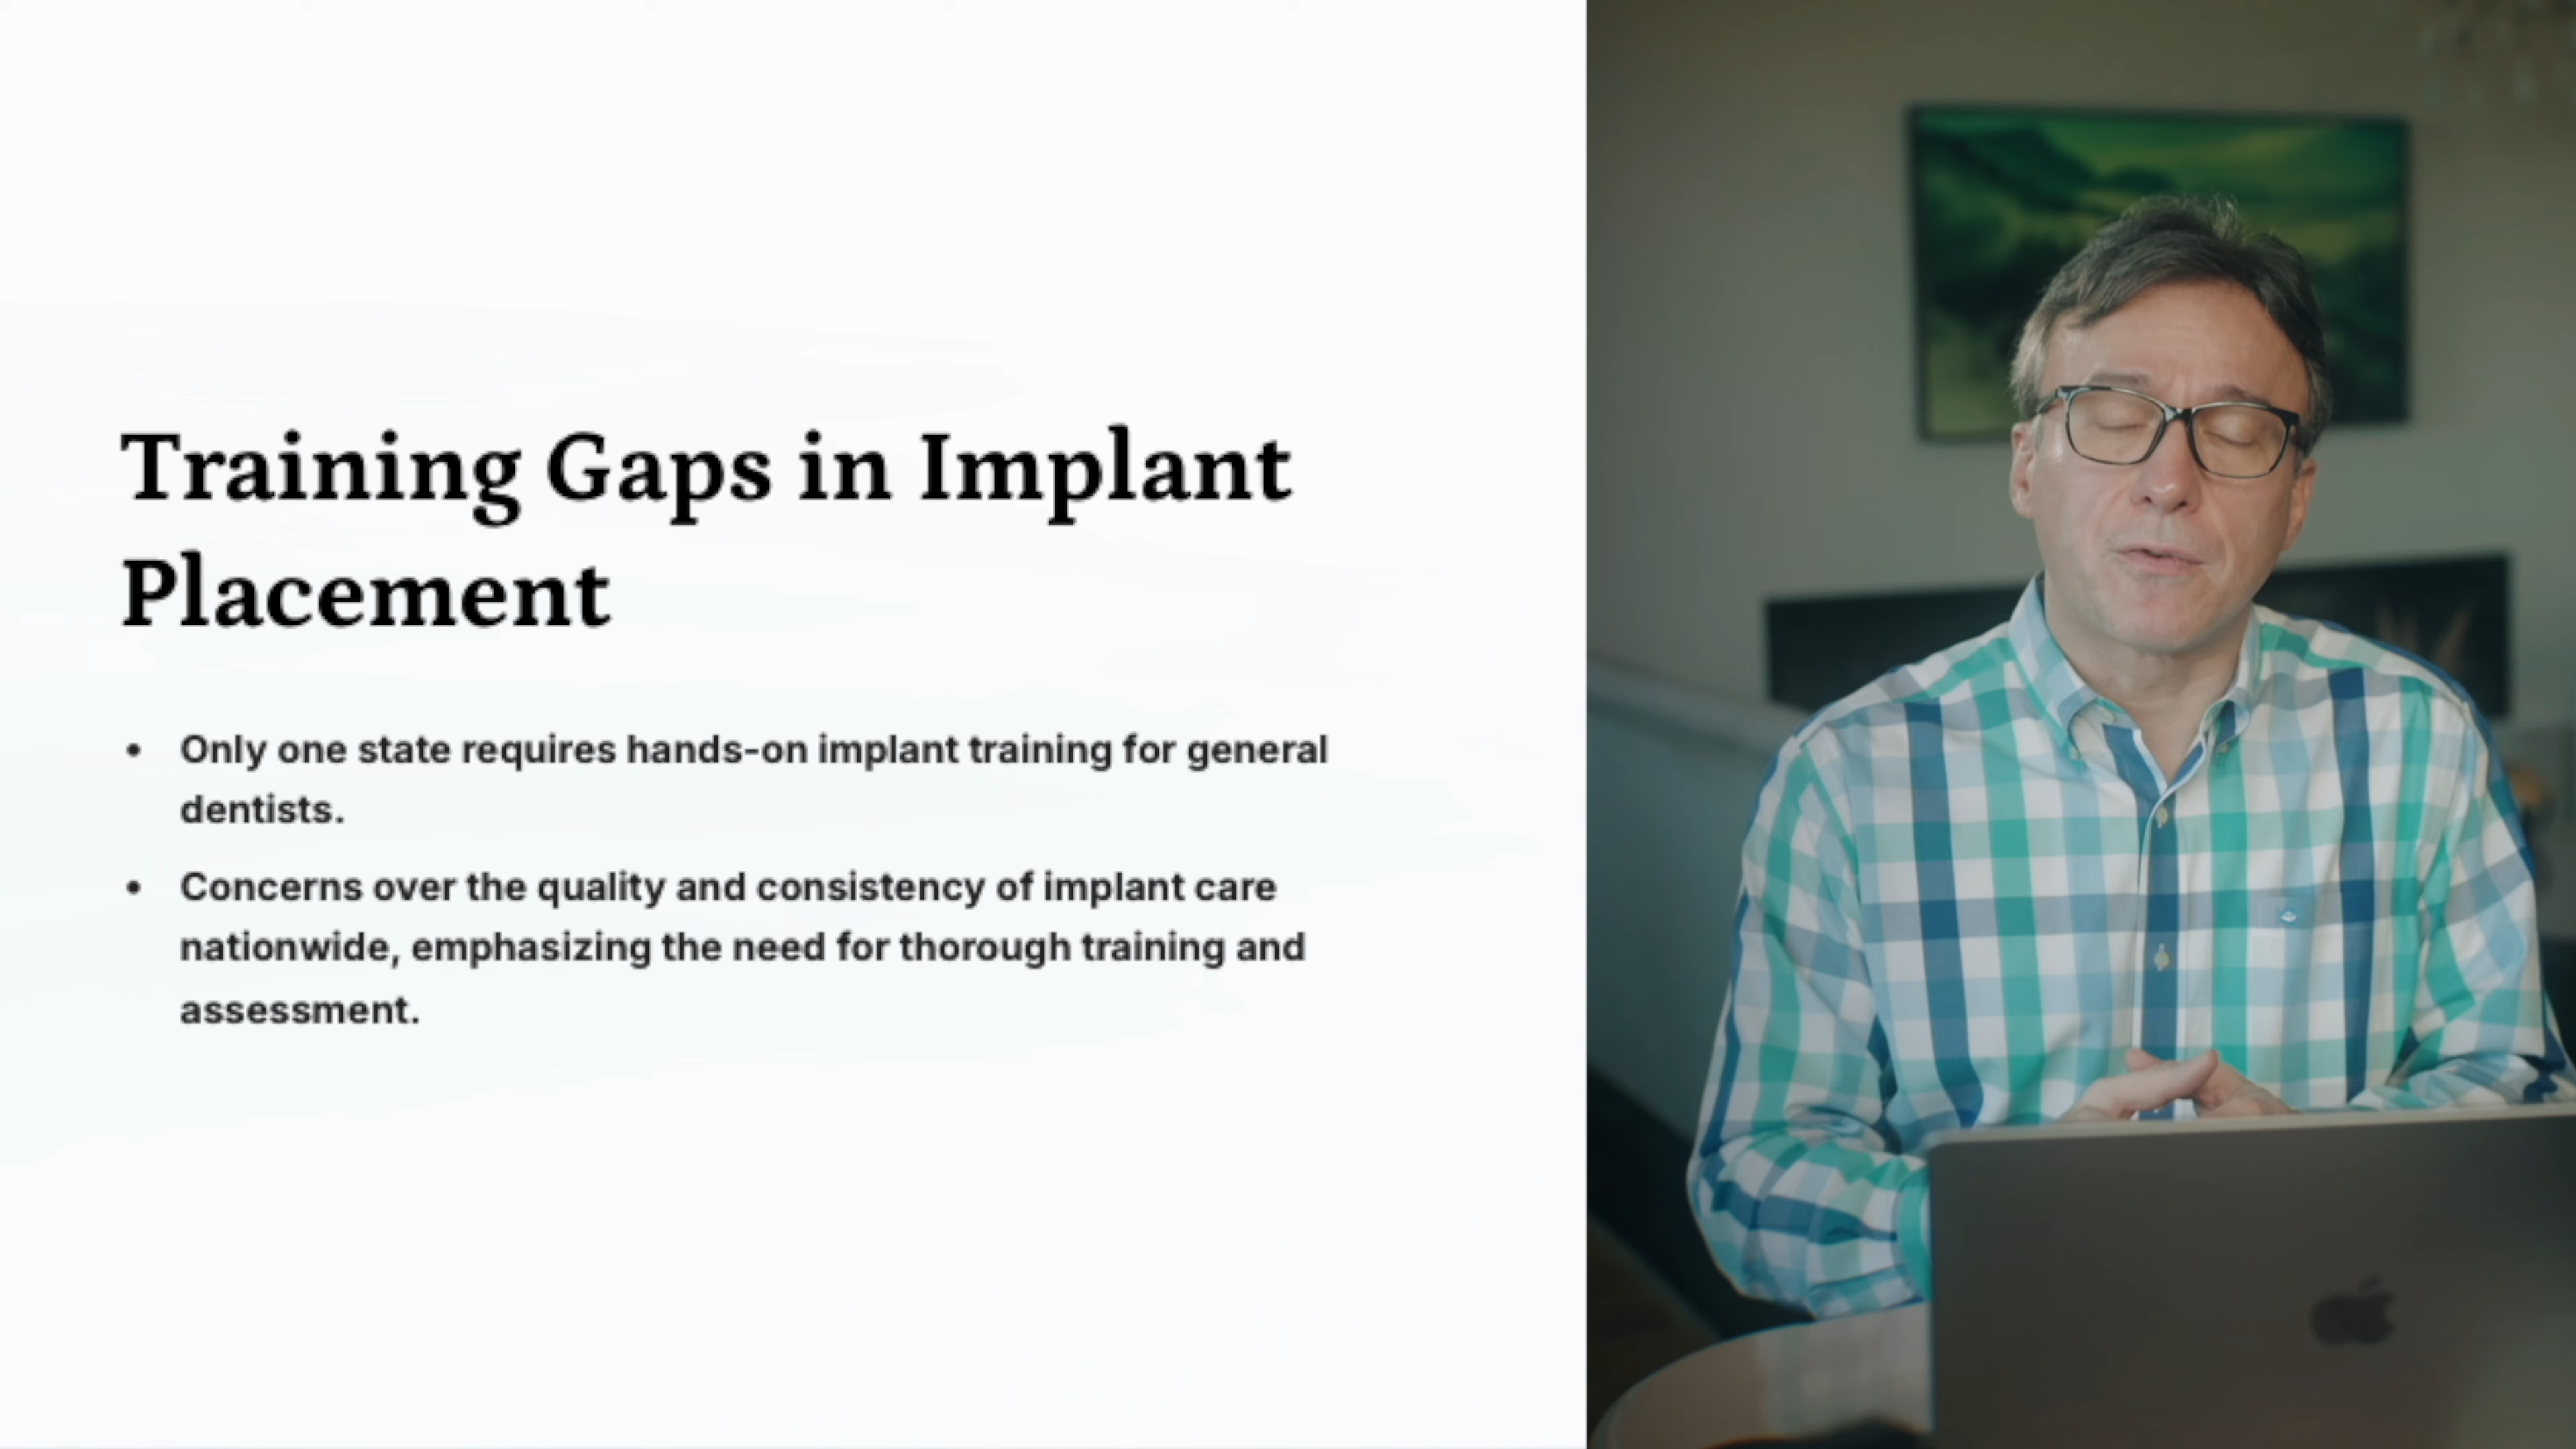 Training Gaps in Implant
Placement
• Only one state requires hands-on implant training for general
dentists.
• Concerns over the quality and consistency of implant care
nationwide, emphasizing the need for thorough training and
assessment.